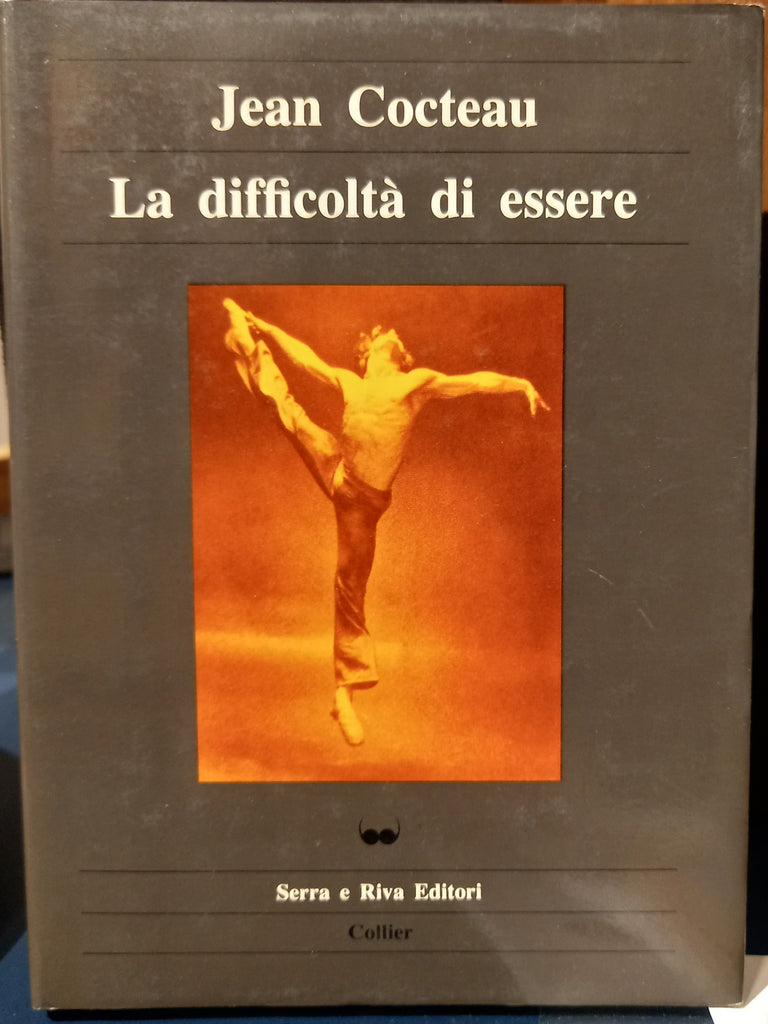 Jean Cocteau
La difficoltà di essere
Serra e Riva Editori
Collier